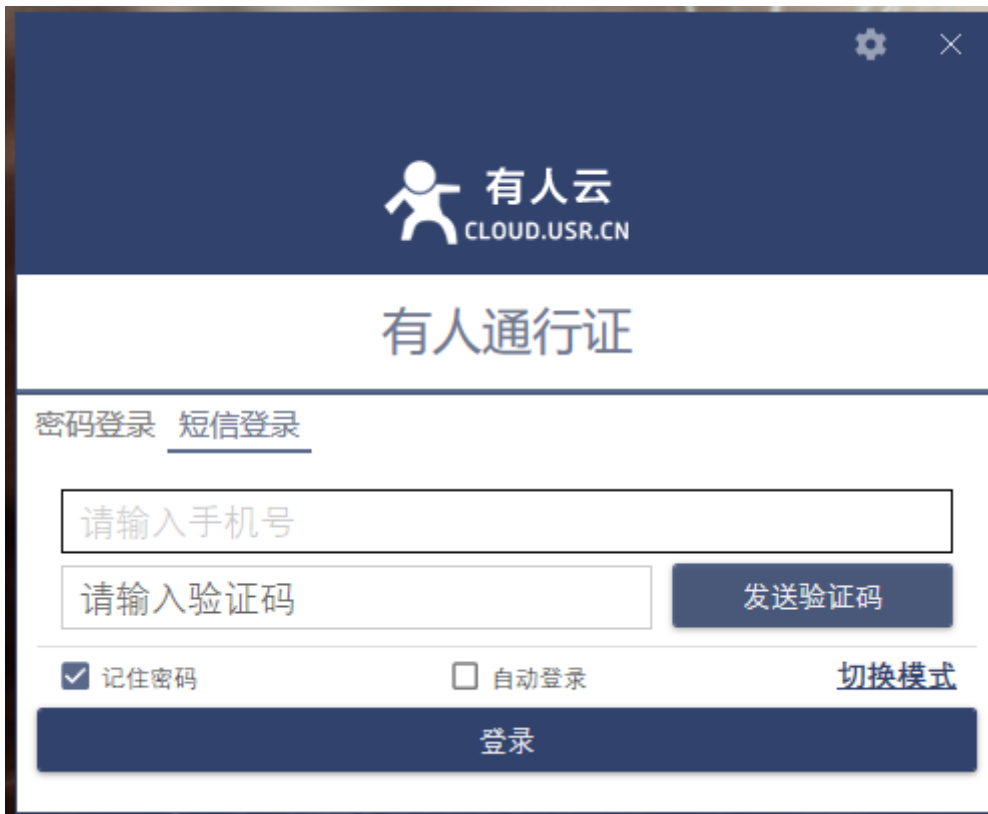 有人云
CLOUD.USR.CN
有人通行证
密码登录 短信登录
请输入手机号
请输入验证码 发送验证码
记住密码 自动登录 切换模式
登录